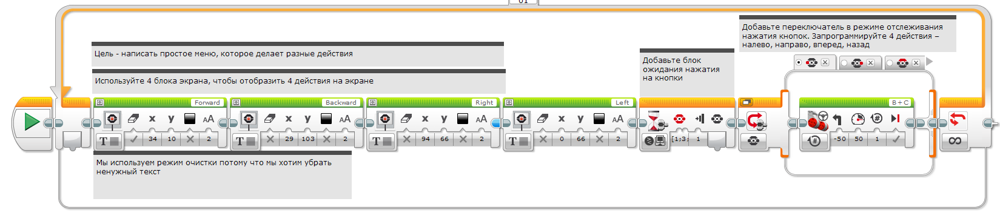 01
Добавьте переключатель в режиме отслеживания
нажатия кнопок. Запрограммируйте 4 действия –
налево, направо, вперед, назад
Цель - написать простое меню, которое делает разные действия
Добавьте блок
ожидания нажатия
на кнопки
Используйте 4 блока экрана, чтобы отобразить 4 действия на экране
Forward
Backward
Right
Left
B+C
x y AA
x y AA
x y AA
x y AA
#
T 34 10 2
T 29 103 2
T 94 66 2
T 0 66 2
[1;3; 1
# -50 50 1
Мы используем режим очистки потому что мы хотим убрать
ненужный текст